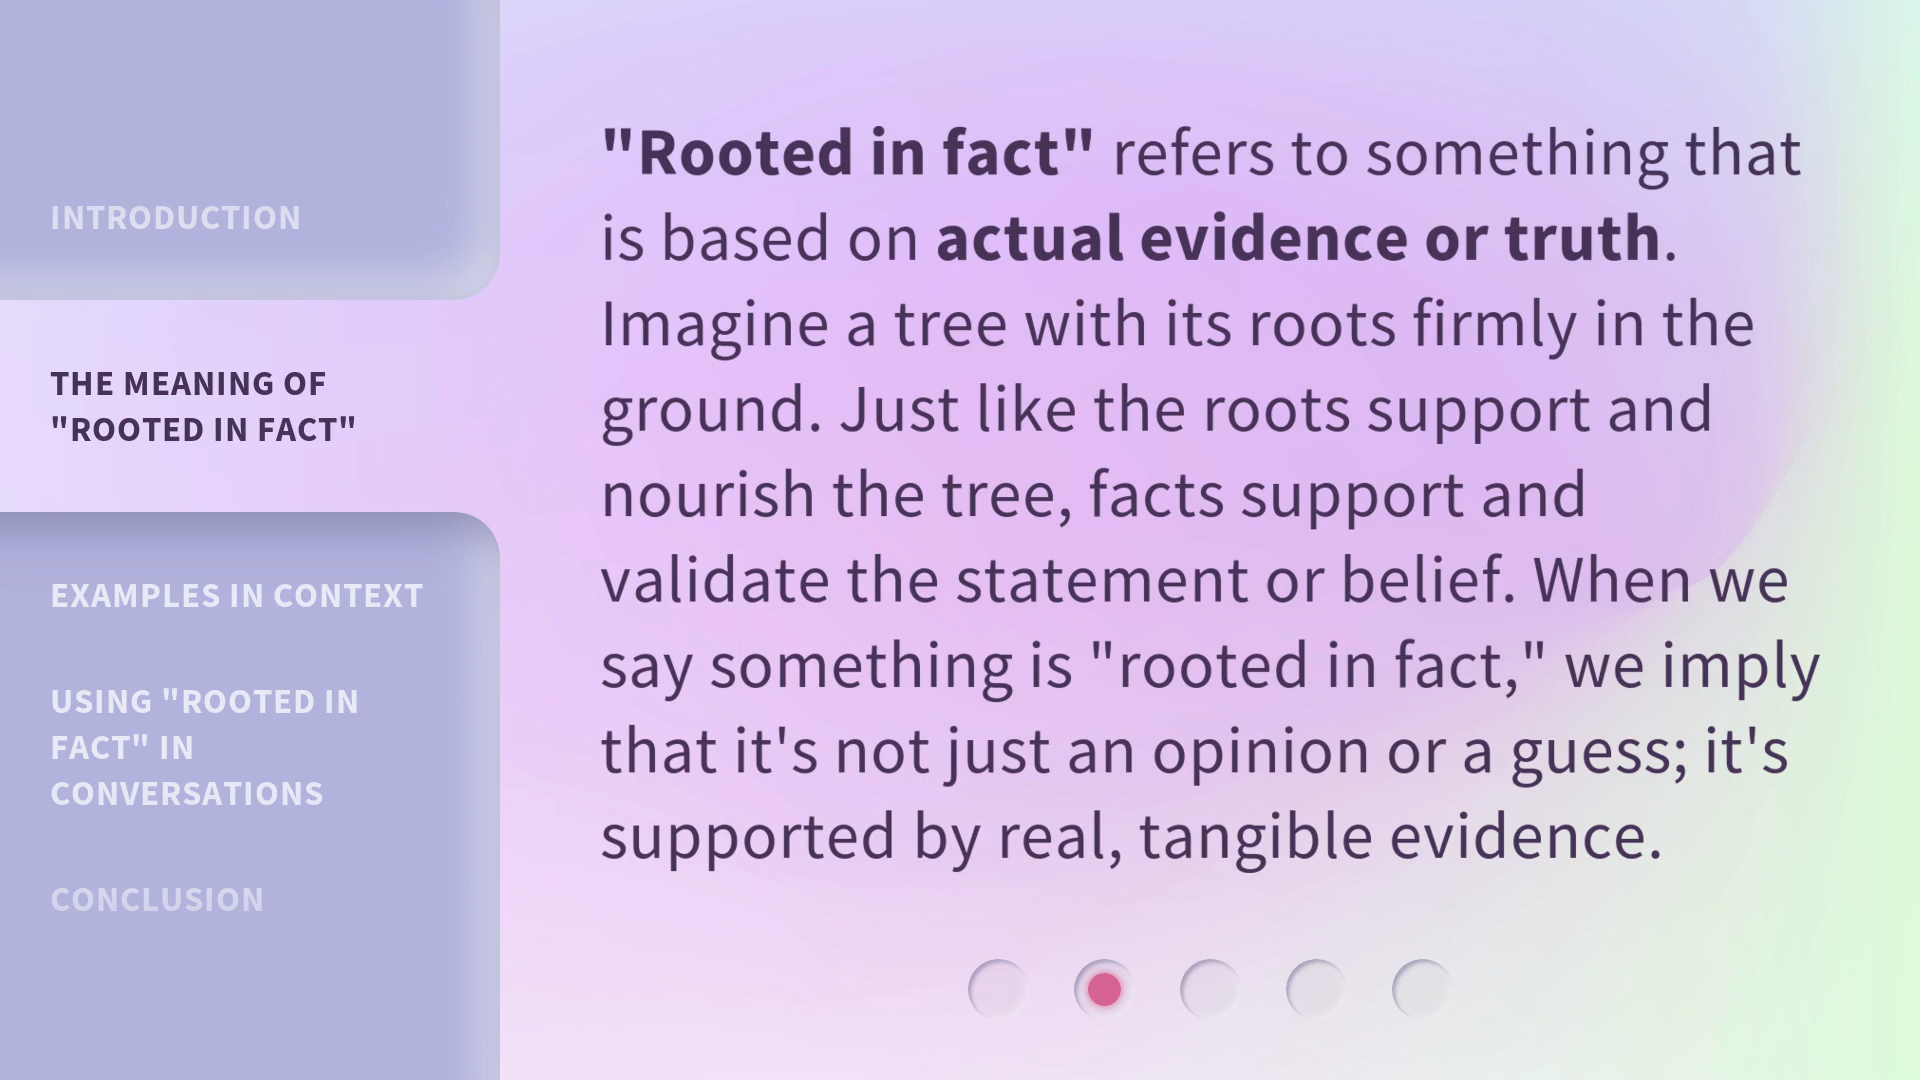 INTRODUCTION
THE MEANING OF
"ROOTED IN FACT"
EXAMPLES IN CONTEXT
USING "ROOTED IN
FACT" IN
CONVERSATIONS
CONCLUSION
"Rooted in fact" refers to something that
is based on actual evidence or truth.
Imagine a tree with its roots firmly in the
ground. Just like the roots support and
nourish the tree, facts support and
validate the statement or belief. When we
say something is "rooted in fact," we imply
that it's not just an opinion or a guess; it's
supported by real, tangible evidence.